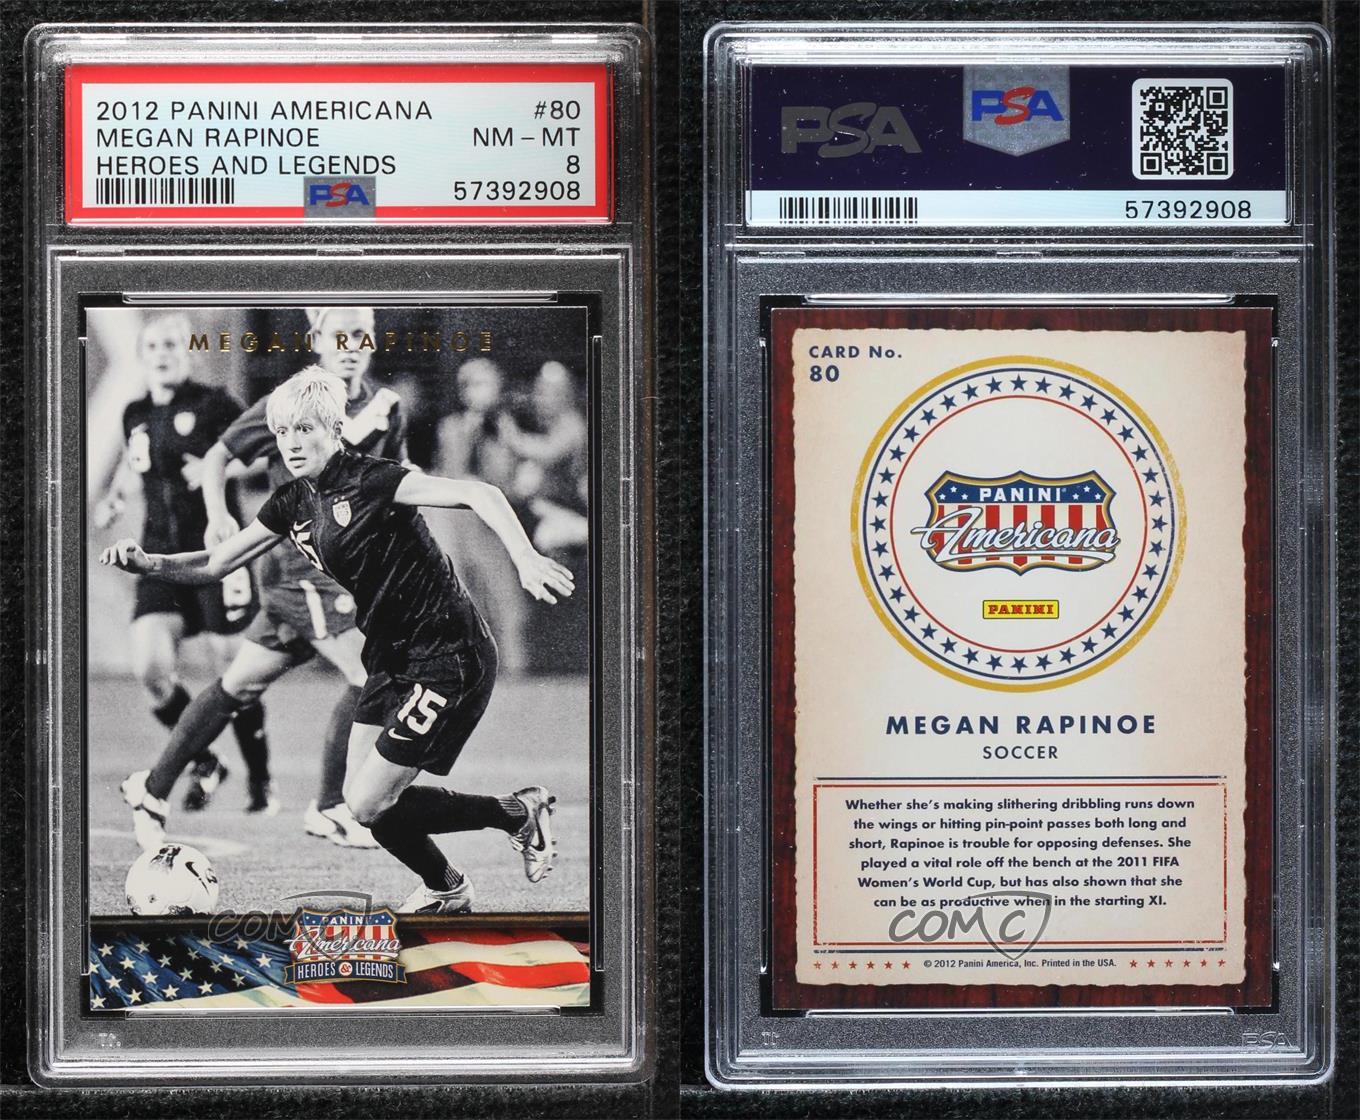 2012 PANINI AMERICANA #80
MEGAN RAPINOE NM - MT
HEROES AND LEGENDS 8
PSA 57392908
MEGAN RAPINOE
15
15
PANINI
Americana
HEROES & LEGENDS
COMC
PSA
PSA
57392908
CARD No.
80
PANINI
Americana
PANINI
MEGAN RAPINOE
SOCCER
Whether she's making slithering dribbling runs down
the wings or hitting pin-point passes both long and
short, Rapinoe is trouble for opposing defenses. She
played a vital role off the bench at the 2011 FIFA
Women's World Cup, but has also shown that she
can be as productive when in the starting XI.
COMC
© 2012 Panini America, Inc. Printed in the USA.
PSA